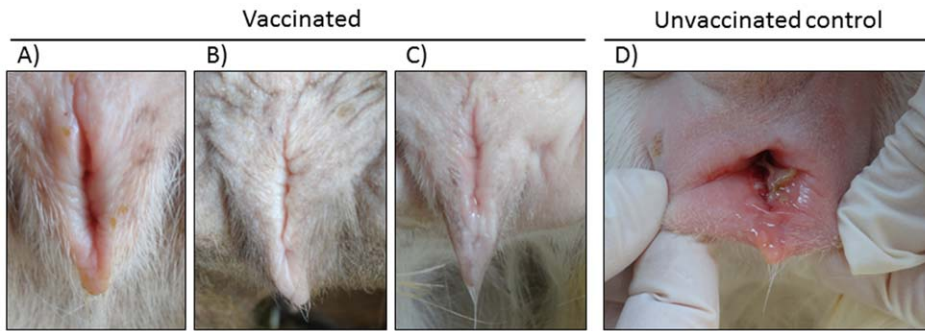 Vaccinated
Unvaccinated control
A)
B)
C)
D)